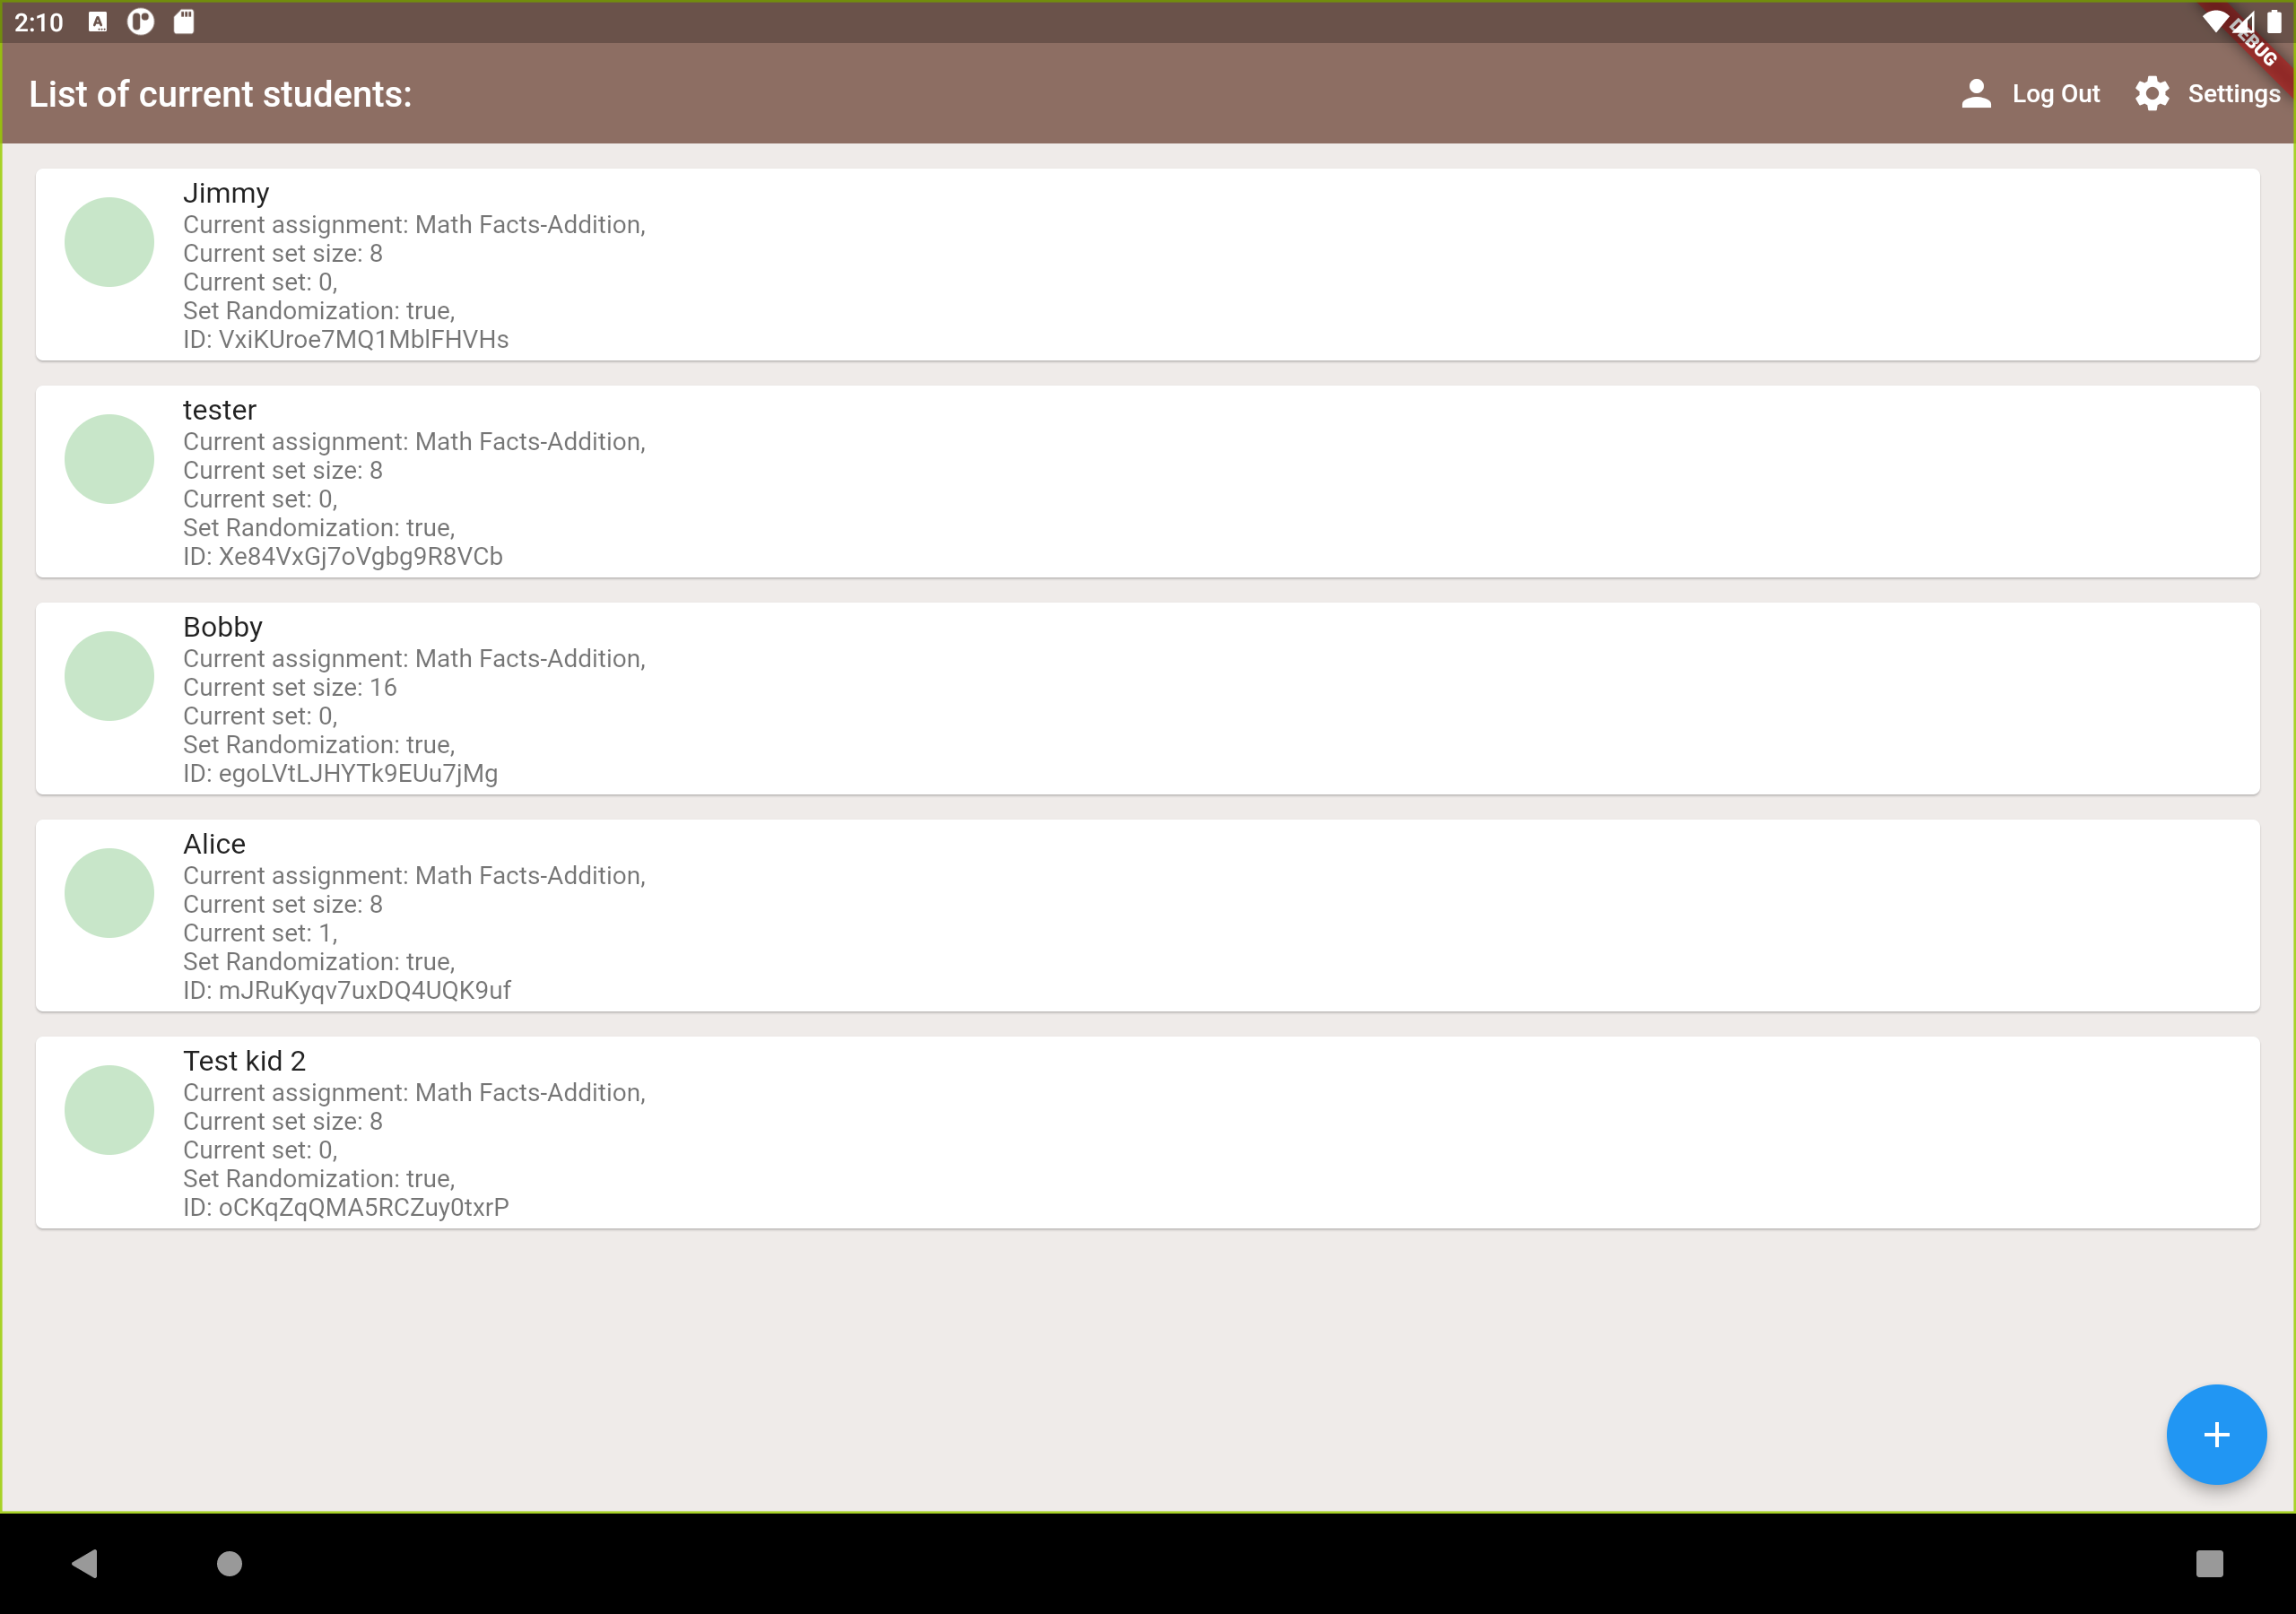 2:10
DEBUG
List of current students:
Log Out
Settings
Jimmy
Current assignment: Math Facts-Addition,
Current set size: 8
Current set: 0,
Set Randomization: true,
ID: VxiKUroe7MQ1MblFHVHs
tester
Current assignment: Math Facts-Addition,
Current set size: 8
Current set: 0,
Set Randomization: true,
ID: Xe84VxGj7oVgbg9R8VCb
Bobby
Current assignment: Math Facts-Addition,
Current set size: 16
Current set: 0,
Set Randomization: true,
ID: egoLVtLJHYTk9EUu7jMg
Alice
Current assignment: Math Facts-Addition,
Current set size: 8
Current set: 1,
Set Randomization: true,
ID: mJRuKyqv7uxDQ4UQK9uf
Test kid 2
Current assignment: Math Facts-Addition,
Current set size: 8
Current set: 0,
Set Randomization: true,
ID: oCKqZqQMA5RCZuy0txrP